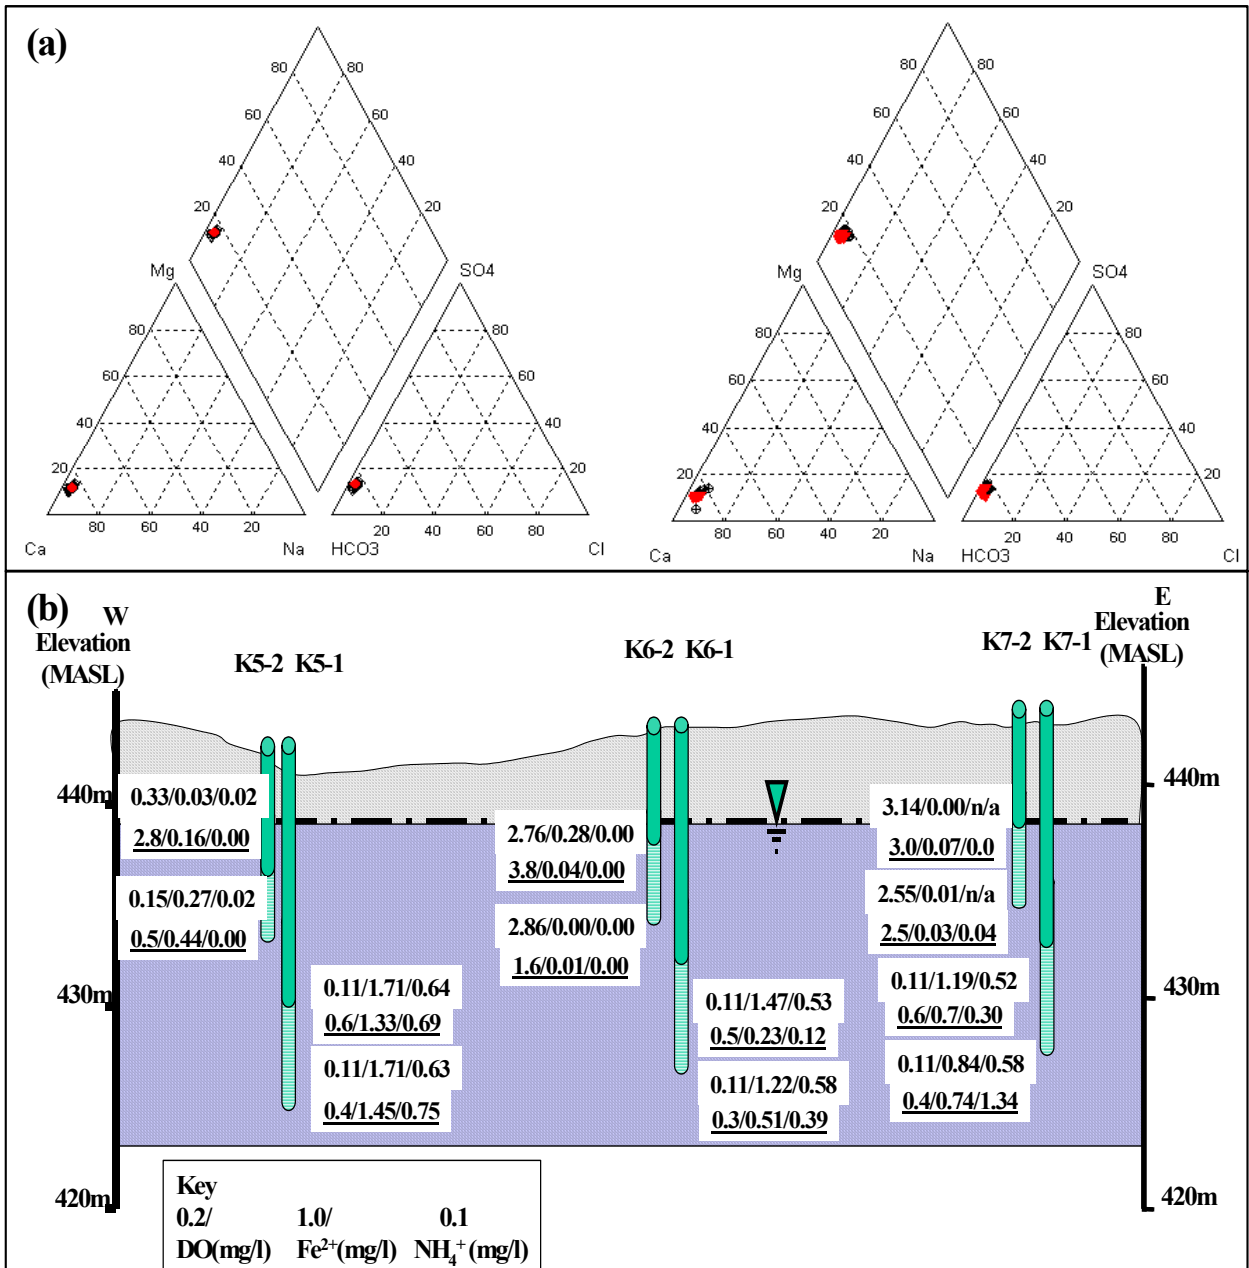 (a)
80 80
60 60
40 40
20 20
Mg SO4
80 80
60 60
40 40
20 20
80 60 40 20 20 40 60 80
Ca Na HCO3 Cl
80 80
60 60
40 40
20 20
Mg SO4
80 80
60 60
40 40
20 20
80 60 40 20 20 40 60 80
Ca Na HCO3 Cl
(b)
W
Elevation
(MASL)
E
Elevation
(MASL)
K5-2 K5-1
K6-2 K6-1
K7-2 K7-1
440m
430m
420m
440m
430m
420m
0.33/0.03/0.02
2.8/0.16/0.00
0.15/0.27/0.02
0.5/0.44/0.00
0.11/1.71/0.64
0.6/1.33/0.69
0.11/1.71/0.63
0.4/1.45/0.75
2.76/0.28/0.00
3.8/0.04/0.00
2.86/0.00/0.00
1.6/0.01/0.00
0.11/1.47/0.53
0.5/0.23/0.12
0.11/1.22/0.58
0.3/0.51/0.39
3.14/0.00/n/a
3.0/0.07/0.0
2.55/0.01/n/a
2.5/0.03/0.04
0.11/1.19/0.52
0.6/0.7/0.30
0.11/0.84/0.58
0.4/0.74/1.34
Key
0.2/ 1.0/ 0.1
DO(mg/l) Fe²⁺(mg/l) NH₄⁺(mg/l)